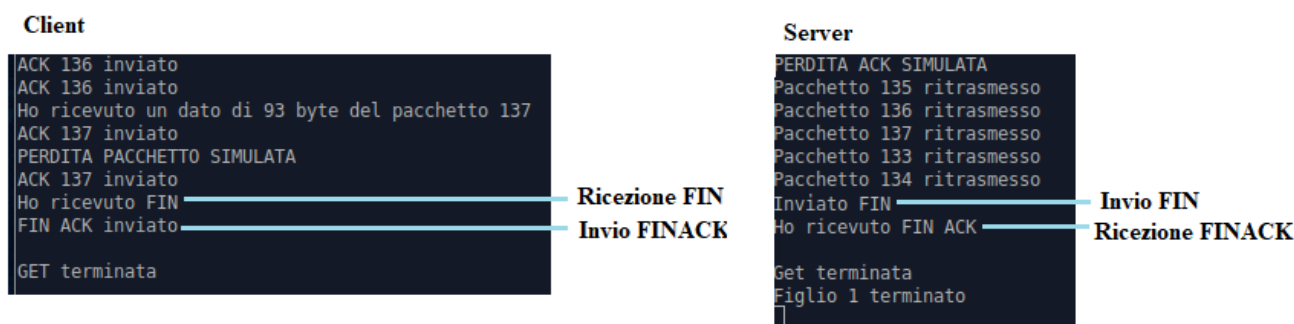 Client
ACK 136 inviato
ACK 136 inviato
Ho ricevuto un dato di 93 byte del pacchetto 137
ACK 137 inviato
PERDITA PACCHETTO SIMULATA
ACK 137 inviato
Ho ricevuto FIN
Ricezione FIN
FIN ACK inviato
Invio FINACK
GET terminata
Server
PERDITA ACK SIMULATA
Pacchetto 135 ritrasmesso
Pacchetto 136 ritrasmesso
Pacchetto 137 ritrasmesso
Pacchetto 133 ritrasmesso
Pacchetto 134 ritrasmesso
Inviato FIN
Invio FIN
Ho ricevuto FIN ACK
Ricezione FINACK
Get terminata
Figlio 1 terminato